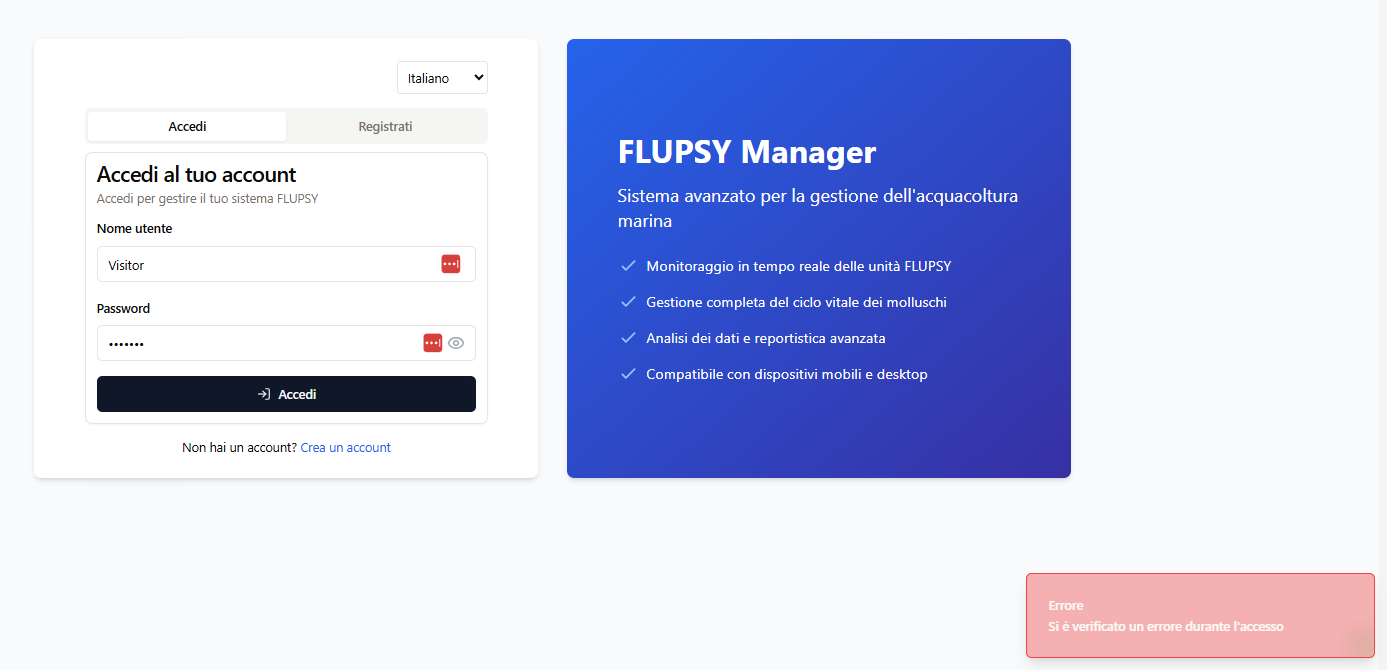 Italiano
Accedi
Registrati
Accedi al tuo account
Accedi per gestire il tuo sistema FLUPSY
Nome utente
Visitor
Password
•••••••
Accedi
Non hai un account? Crea un account
FLUPSY Manager
Sistema avanzato per la gestione dell'acquacoltura
marina
Monitoraggio in tempo reale delle unità FLUPSY
Gestione completa del ciclo vitale dei molluschi
Analisi dei dati e reportistica avanzata
Compatibile con dispositivi mobili e desktop
Errore
Si è verificato un errore durante l'accesso